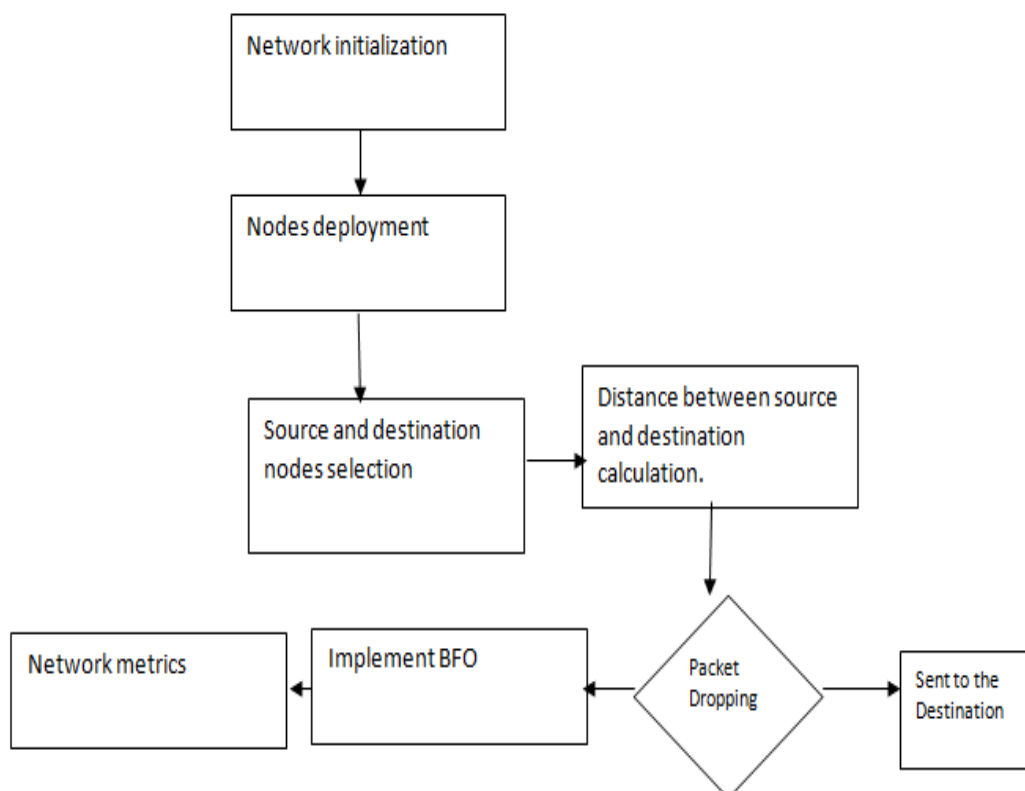 Network initialization
Nodes deployment
Source and destination
nodes selection
Distance between source
and destination
calculation.
Packet
Dropping
Implement BFO
Network metrics
Sent to the
Destination